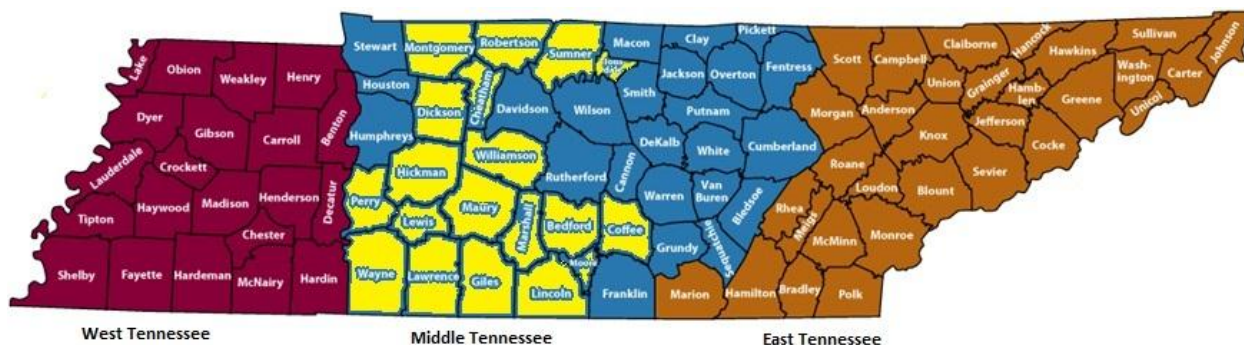 Lake
Obion
Weakley
Henry
Dyer
Gibson
Carroll
Benton
Lauderdale
Crockett
Tipton
Haywood
Madison
Henderson
Decatur
Chester
Shelby
Fayette
Hardeman
McNairy
Hardin
Stewart
Montgomery
Robertson
Sumner
Macon
Clay
Pickett
Houston
Cheatham
Jackson
Overton
Fentress
Dickson
Davidson
Wilson
Smith
Putnam
Humphreys
DeKalb
White
Cumberland
Williamson
Hickman
Rutherford
Cannon
Warren
Van
Buren
Bledsoe
Perry
Lewis
Maury
Marshall
Bedford
Coffee
Grundy
Sequatchie
Wayne
Lawrence
Giles
Lincoln
Moore
Franklin
Scott
Campbell
Claiborne
Hancock
Hawkins
Sullivan
Johnson
Union
Grainger
Hamb-
len
Greene
Wash-
ington
Carter
Unicoi
Morgan
Anderson
Knox
Jefferson
Cocke
Roane
Loudon
Blount
Sevier
Rhea
Meigs
McMinn
Monroe
Marion
Hamilton
Bradley
Polk
West Tennessee
Middle Tennessee
East Tennessee